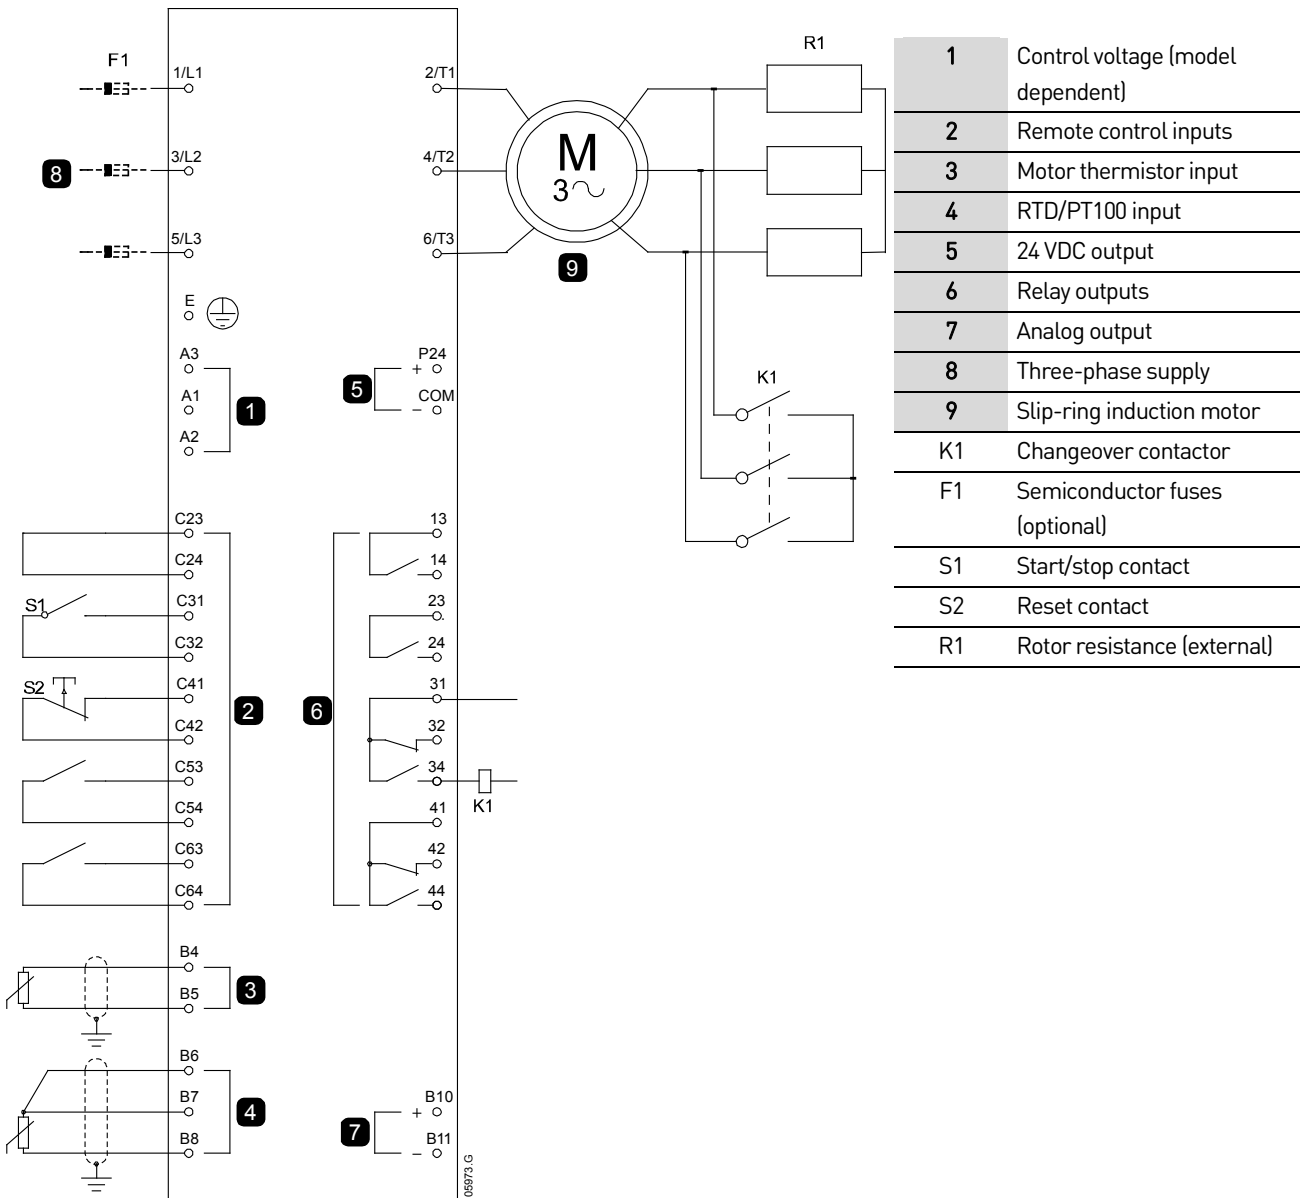 F1
1/L1
3/L2
8
5/L3
E
A3
A1
A2
1
2/T1
4/T2
6/T3
M
3
9
R1
P24
+
5
COM
−
K1
C23
C24
S1
C31
C32
S2
C41
C42
2
C53
C54
C63
C64
13
14
23
24
31
6
32
34
K1
41
42
44
B4
B5
3
B6
B7
B8
4
B10
+
7
B11
−
05973.G
1 Control voltage (model
dependent)
2 Remote control inputs
3 Motor thermistor input
4 RTD/PT100 input
5 24 VDC output
6 Relay outputs
7 Analog output
8 Three-phase supply
9 Slip-ring induction motor
K1 Changeover contactor
F1 Semiconductor fuses
(optional)
S1 Start/stop contact
S2 Reset contact
R1 Rotor resistance (external)